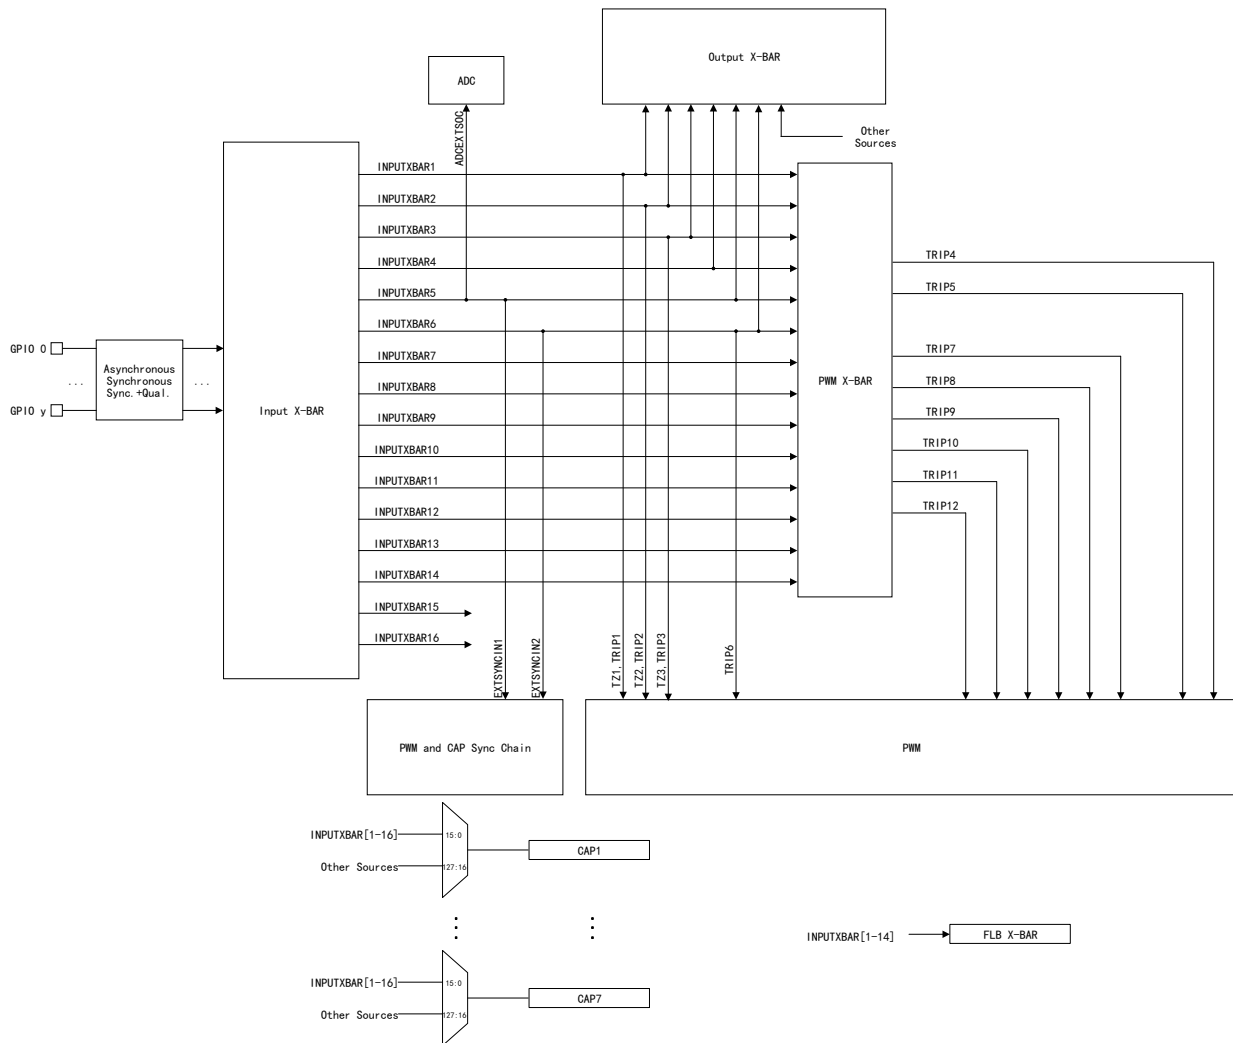 Output X-BAR
ADC
ADCEXTSOC
Other
Sources
INPUTXBAR1
INPUTXBAR2
INPUTXBAR3
INPUTXBAR4
INPUTXBAR5
INPUTXBAR6
INPUTXBAR7
INPUTXBAR8
INPUTXBAR9
INPUTXBAR10
INPUTXBAR11
INPUTXBAR12
INPUTXBAR13
INPUTXBAR14
INPUTXBAR15
INPUTXBAR16
GPIO 0
...
GPIO y
Asynchronous
Synchronous
Sync.+Qual.
...
Input X-BAR
PWM X-BAR
TRIP4
TRIP5
TRIP7
TRIP8
TRIP9
TRIP10
TRIP11
TRIP12
EXTSYNCIN1
EXTSYNCIN2
TZ1,TRIP1
TZ2,TRIP2
TZ3,TRIP3
TRIP6
PWM and CAP Sync Chain
PWM
INPUTXBAR[1-16]
Other Sources
15:0
127:16
CAP1
INPUTXBAR[1-14]
FLB X-BAR
INPUTXBAR[1-16]
Other Sources
15:0
127:16
CAP7